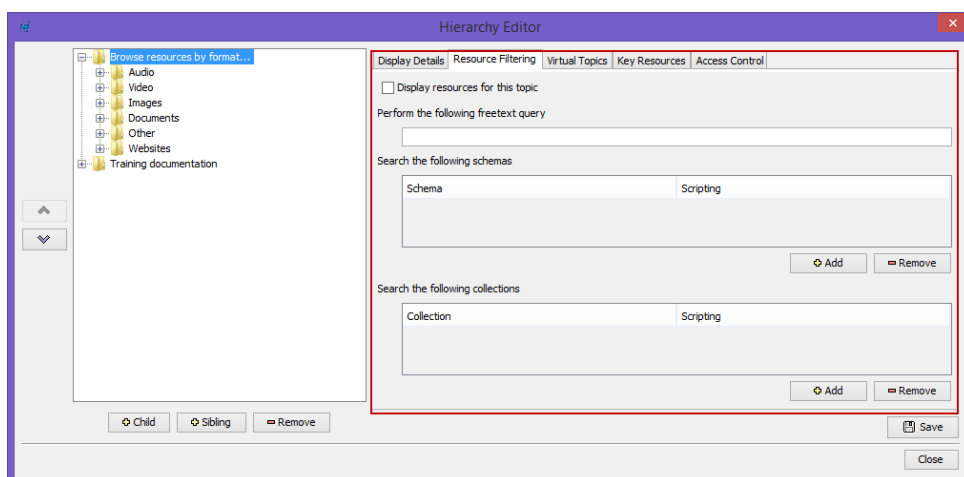 Hierarchy Editor
Browse resources by format...
Audio
Video
Images
Documents
Other
Websites
Training documentation
Child
Sibling
Remove
Display Details
Resource Filtering
Virtual Topics
Key Resources
Access Control
Display resources for this topic
Perform the following freetext query
Search the following schemas
Schema
Scripting
Add
Remove
Search the following collections
Collection
Scripting
Add
Remove
Save
Close